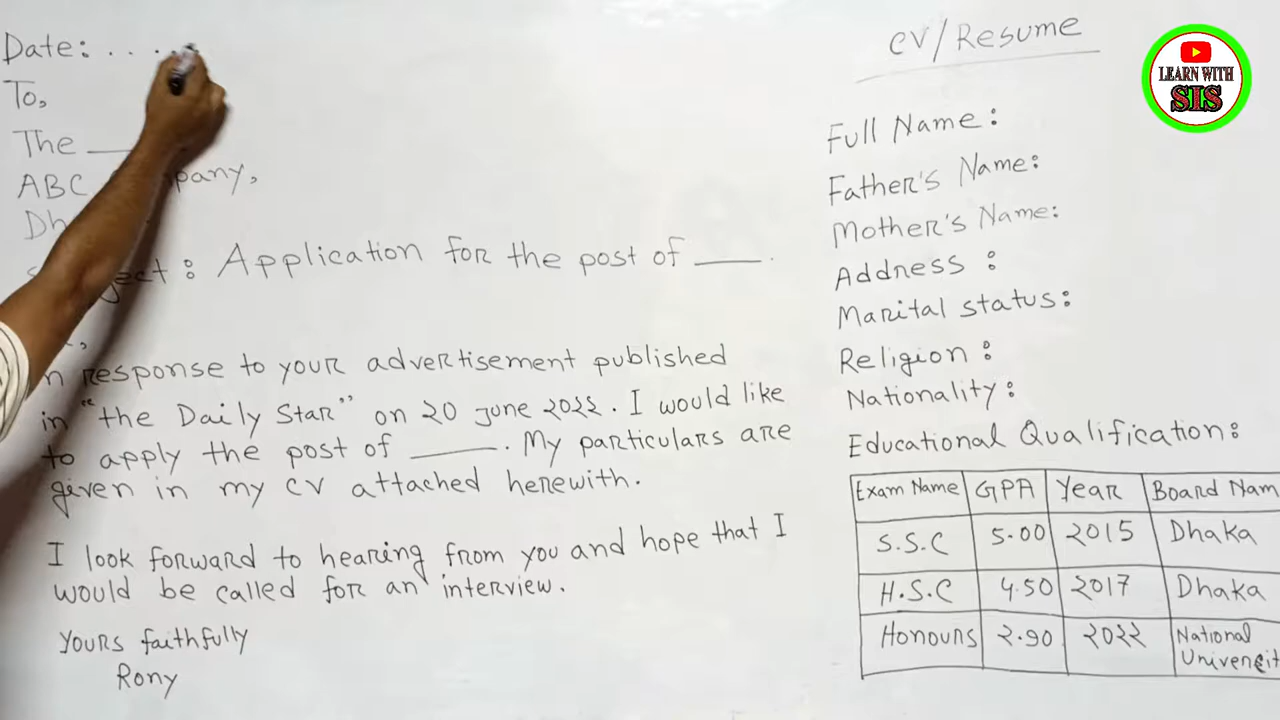 Date: . . . .
To,
The ____
ABC
Application for the post of ____.
response to your advertisement published
in "the Daily Star" on 20 June 2022. I would like
to apply the post of ____. My particulars are
given in my CV attached herewith.
I look forward to hearing from you and hope that I
would be called for an interview.
Yours faithfully
Rony
CV/Resume
Full Name:
Father's Name:
Mother's Name:
Address :
Marital status:
Religion :
Nationality:
Educational Qualification:
Exam Name GPA Year Board Nam
S.S.C 5.00 2015 Dhaka
H.S.C 4.50 2017 Dhaka
Honours 2.90 2022 National
Universit
LEARN WITH
SIS